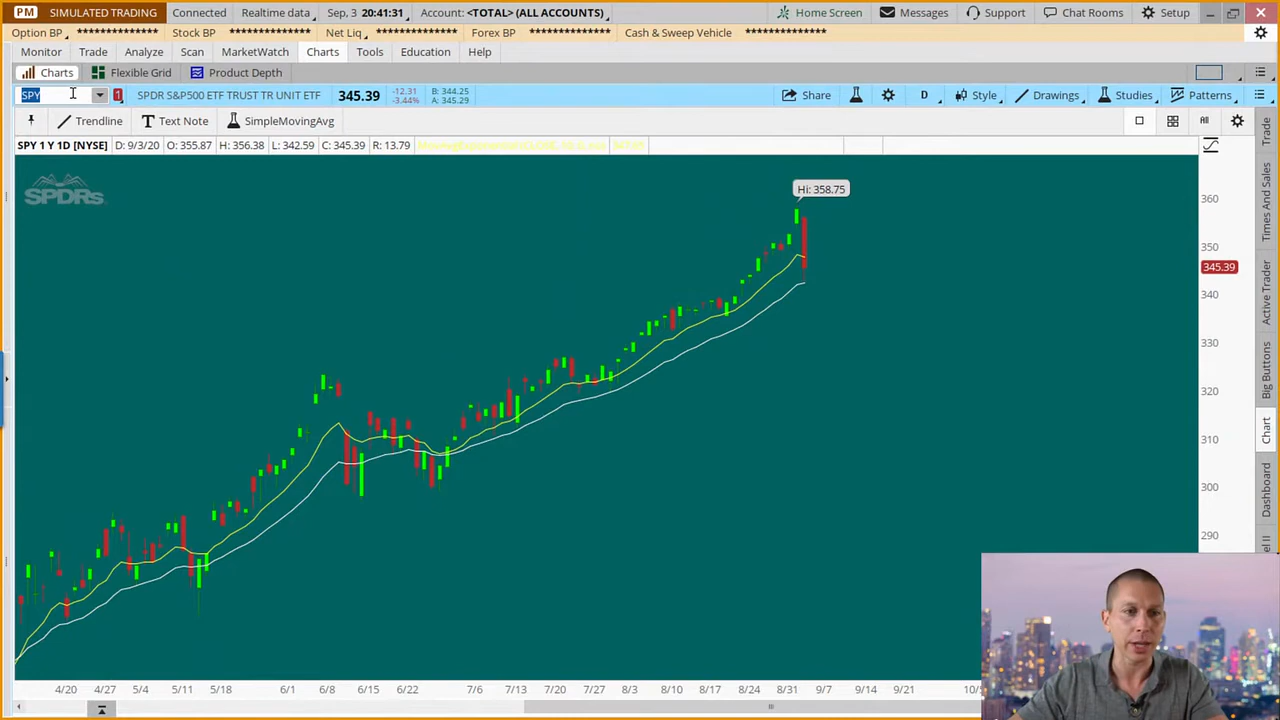 PM SIMULATED TRADING Connected Realtime data Sep, 3 20:41:31 Account: <TOTAL> (ALL ACCOUNTS) Home Screen Messages Support Chat Rooms Setup
Option BP ************** Stock BP ************** Net Liq ************** Forex BP ************** Cash & Sweep Vehicle **************
Monitor Trade Analyze Scan MarketWatch Charts Tools Education Help
Charts Flexible Grid Product Depth
SPY 1 SPDR S&P500 ETF TRUST TR UNIT ETF 345.39 -12.31 B: 344.25 Share D Style Drawings Studies Patterns
-3.44% A: 345.29
Trendline Text Note SimpleMovingAvg All
SPY 1 Y 1D [NYSE] D: 9/3/20 O: 355.87 H: 356.38 L: 342.59 C: 345.39 R: 13.79
SPDRs
Hi: 358.75
360
350
345.39
340
330
320
310
300
290
4/20 4/27 5/4 5/11 5/18 6/1 6/8 6/15 6/22 7/6 7/13 7/20 7/27 8/3 8/10 8/17 8/24 8/31 9/7 9/14 9/21
Trade
Times And Sales
Active Trader
Big Buttons
Chart
Dashboard